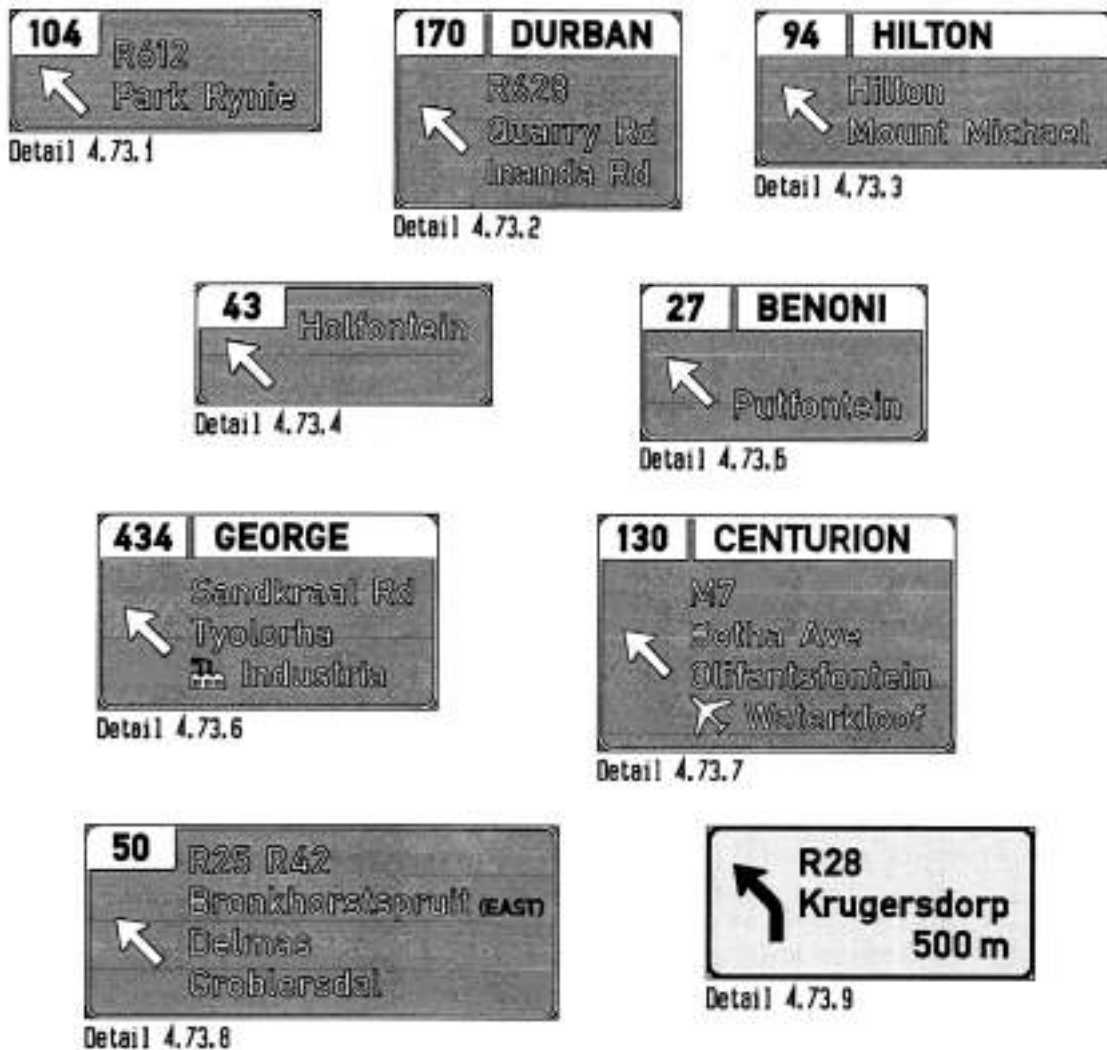 104
R612
Park Rynie
Detail 4.73.1
170 DURBAN
R628
Quarry Rd
Inanda Rd
Detail 4.73.2
94 HILTON
Hilton
Mount Michael
Detail 4.73.3
43
Holfontein
Detail 4.73.4
27 BENONI
Putfontein
Detail 4.73.5
434 GEORGE
Sandkraal Rd
Tyolorha
Industria
Detail 4.73.6
130 CENTURION
M7
Botha Ave
Olifantsfontein
Waterkloof
Detail 4.73.7
50
R25 R42
Bronkhorstspruit (EAST)
Delmas
Groblersdal
Detail 4.73.8
R28
Krugersdorp
500 m
Detail 4.73.9